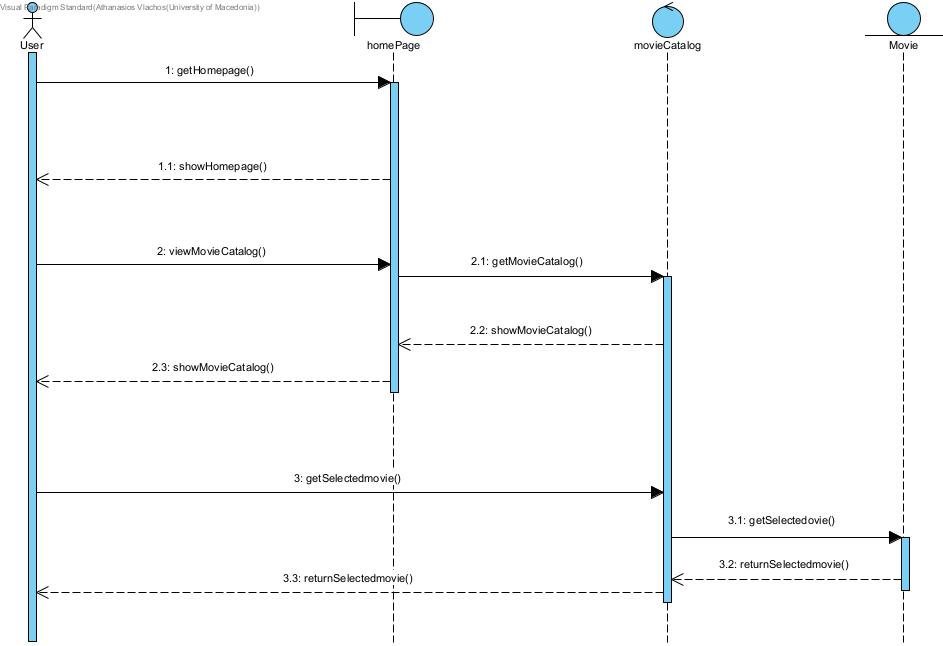 Visual Paradigm Standard(Athanasios Vlachos(University of Macedonia))
User
homePage
movieCatalog
Movie
1: getHomepage()
1.1: showHomepage()
2: viewMovieCatalog()
2.1: getMovieCatalog()
2.2: showMovieCatalog()
2.3: showMovieCatalog()
3: getSelectedmovie()
3.1: getSelectedovie()
3.2: returnSelectedmovie()
3.3: returnSelectedmovie()